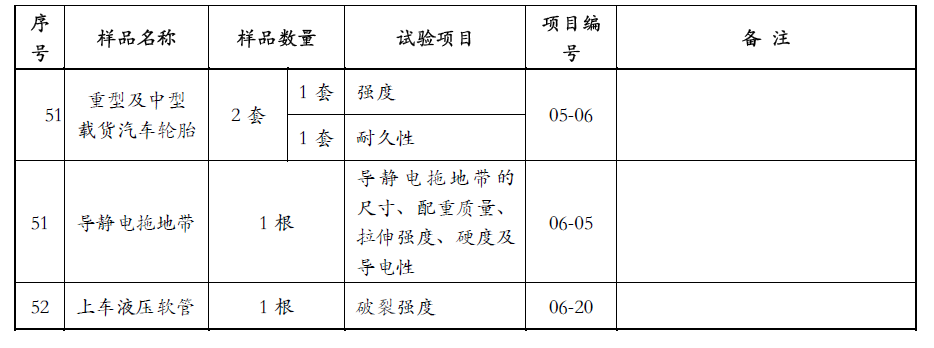 序号 样品名称 样品数量 试验项目 项目编号 备 注
51 重型及中型载货汽车轮胎 2 套 1 套 强度 05-06
1 套 耐久性
51 导静电拖地带 1 根 导静电拖地带的尺寸、配重质量、拉伸强度、硬度及导电性 06-05
52 上车液压软管 1 根 破裂强度 06-20